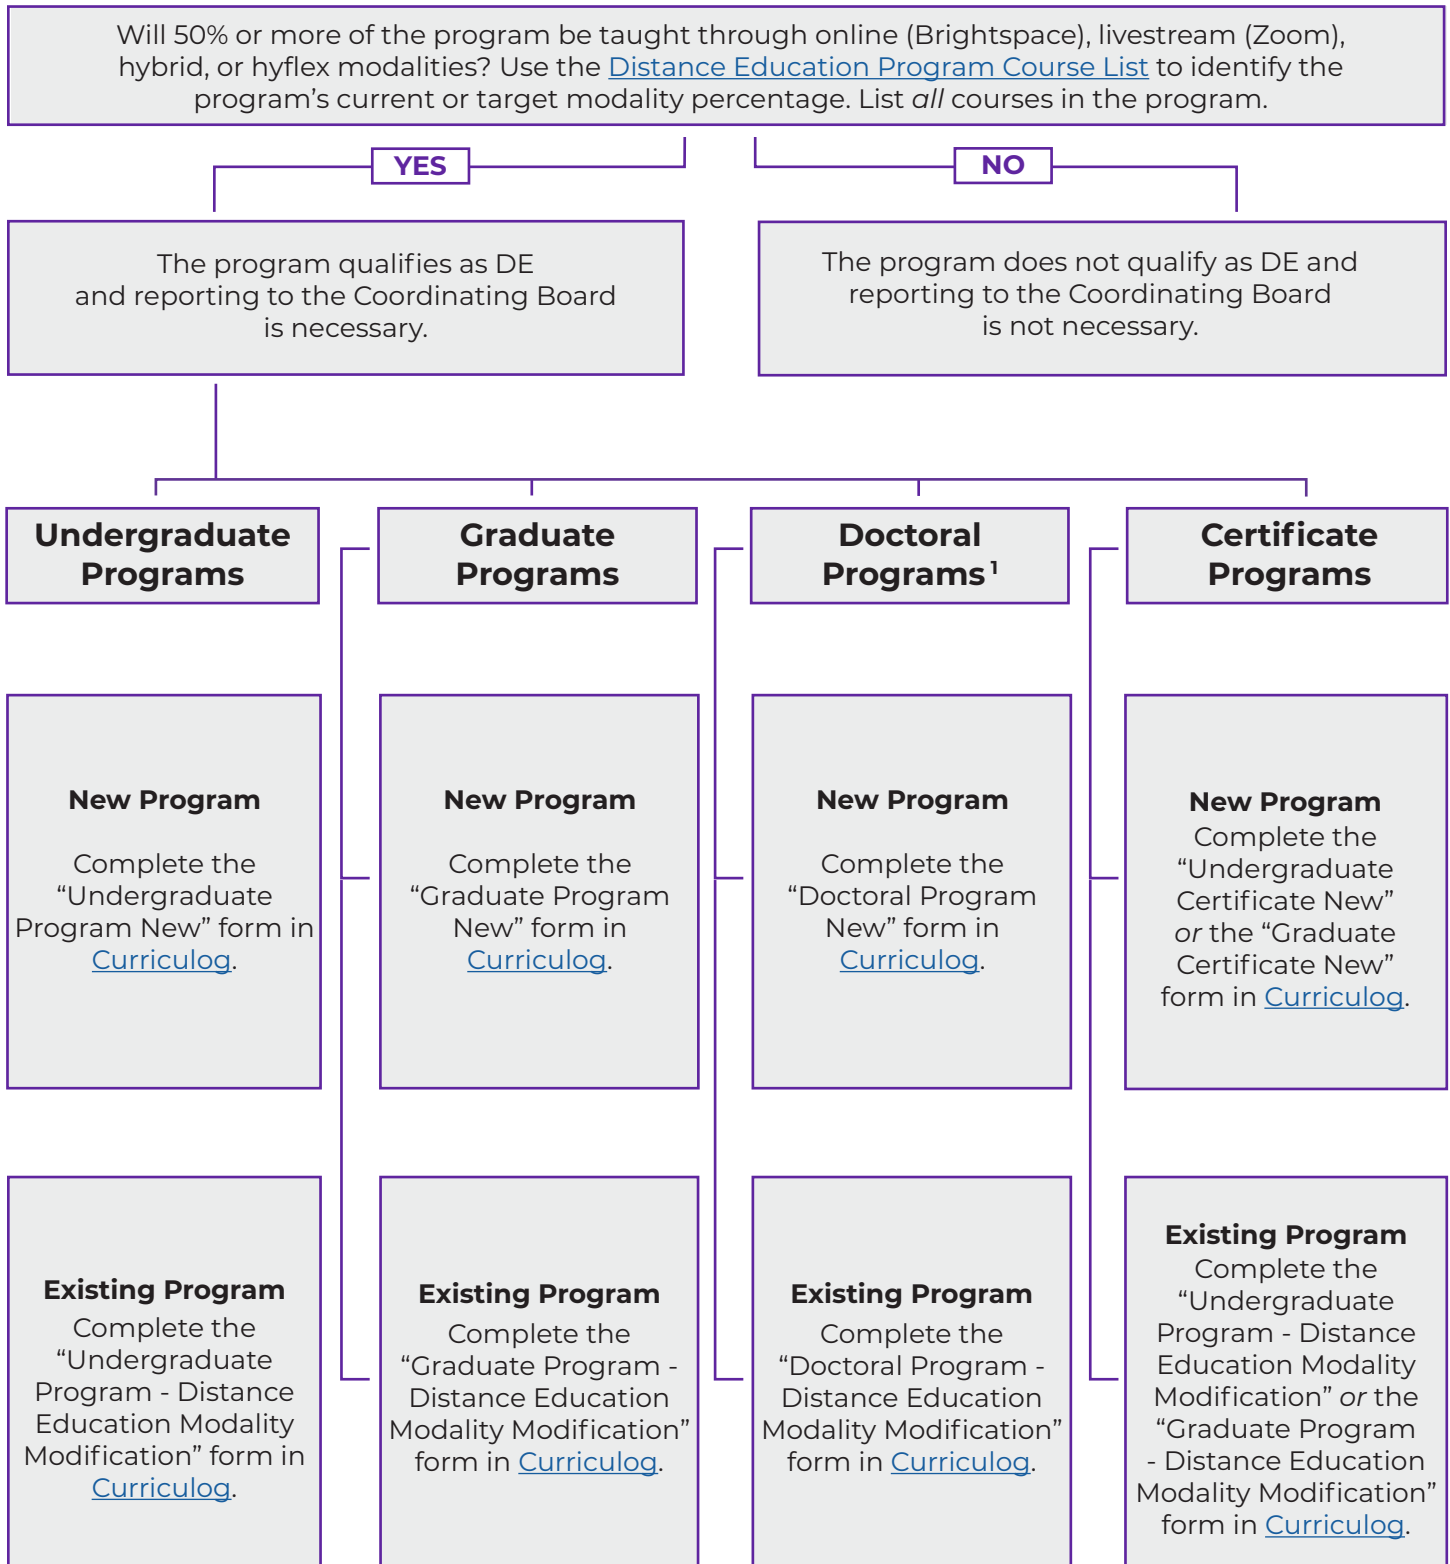 Will 50% or more of the program be taught through online (Brightspace), livestream (Zoom),
hybrid, or hyflex modalities? Use the Distance Education Program Course List to identify the
program's current or target modality percentage. List all courses in the program.
YES
NO
The program qualifies as DE
and reporting to the Coordinating Board
is necessary.
The program does not qualify as DE and
reporting to the Coordinating Board
is not necessary.
Undergraduate
Programs
Graduate
Programs
Doctoral
Programs¹
Certificate
Programs
New Program
Complete the
“Undergraduate
Program New” form in
Curriculog.
New Program
Complete the
“Graduate Program
New” form in
Curriculog.
New Program
Complete the
“Doctoral Program
New” form in
Curriculog.
New Program
Complete the
“Undergraduate
Certificate New”
or the “Graduate
Certificate New”
form in Curriculog.
Existing Program
Complete the
“Undergraduate
Program - Distance
Education Modality
Modification” form in
Curriculog.
Existing Program
Complete the
“Graduate Program -
Distance Education
Modality Modification”
form in Curriculog.
Existing Program
Complete the
“Doctoral Program -
Distance Education
Modality Modification”
form in Curriculog.
Existing Program
Complete the
“Undergraduate
Program - Distance
Education Modality
Modification” or the
“Graduate Program
- Distance Education
Modality Modification”
form in Curriculog.